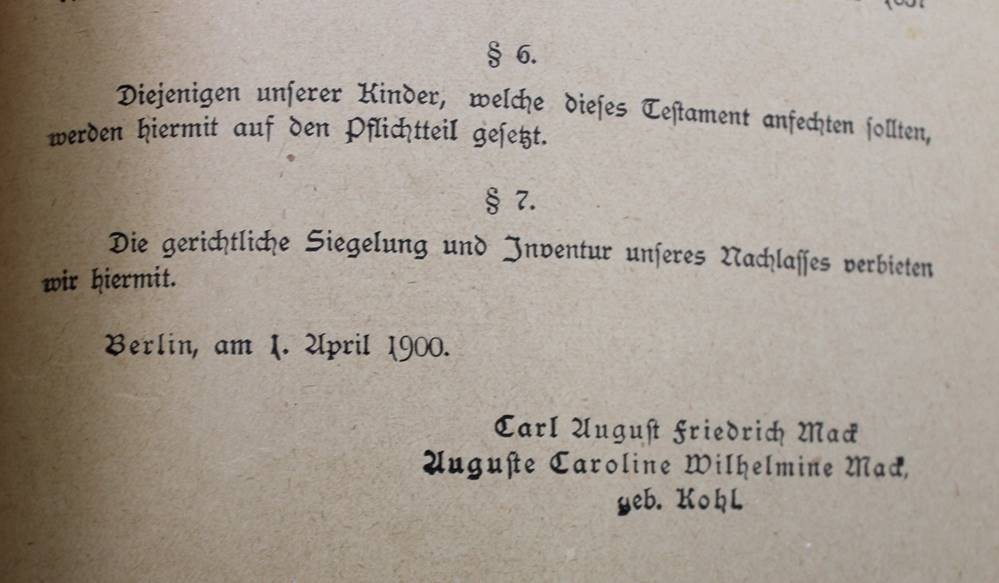 § 6.
Diejenigen unſerer Kinder, welche dieſes Teſtament anfechten ſollten,
werden hiermit auf den Pflichtteil geſetzt.
§ 7.
Die gerichtliche Siegelung und Inventur unſeres Nachlaſſes verbieten
wir hiermit.
Berlin, am 1. April 1900.
Carl Auguſt Friedrich Mack
Auguſte Caroline Wilhelmine Mack,
geb. Kohl